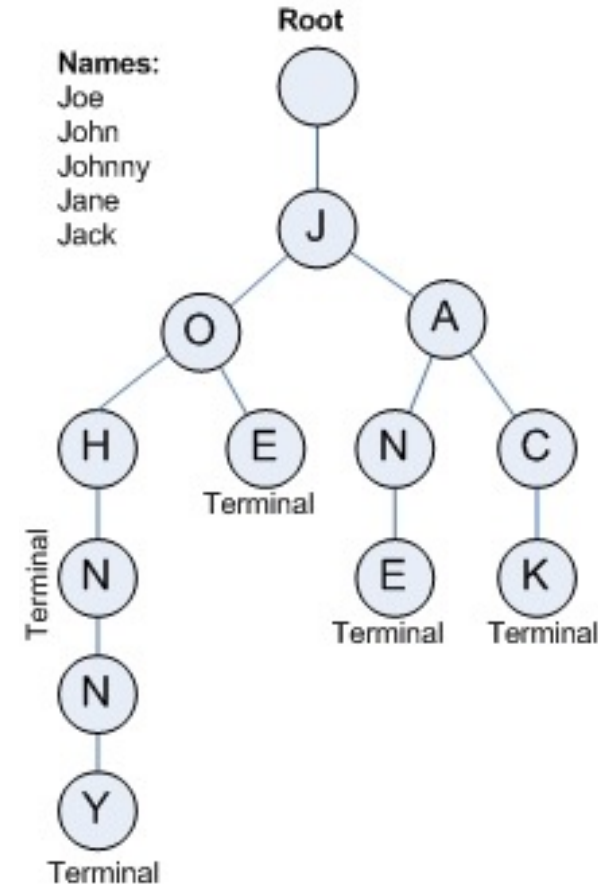 Root
Names:
Joe
John
Johnny
Jane
Jack
J
O
A
H
E
N
C
Terminal
Terminal
N
E
K
Terminal
Terminal
N
Y
Terminal